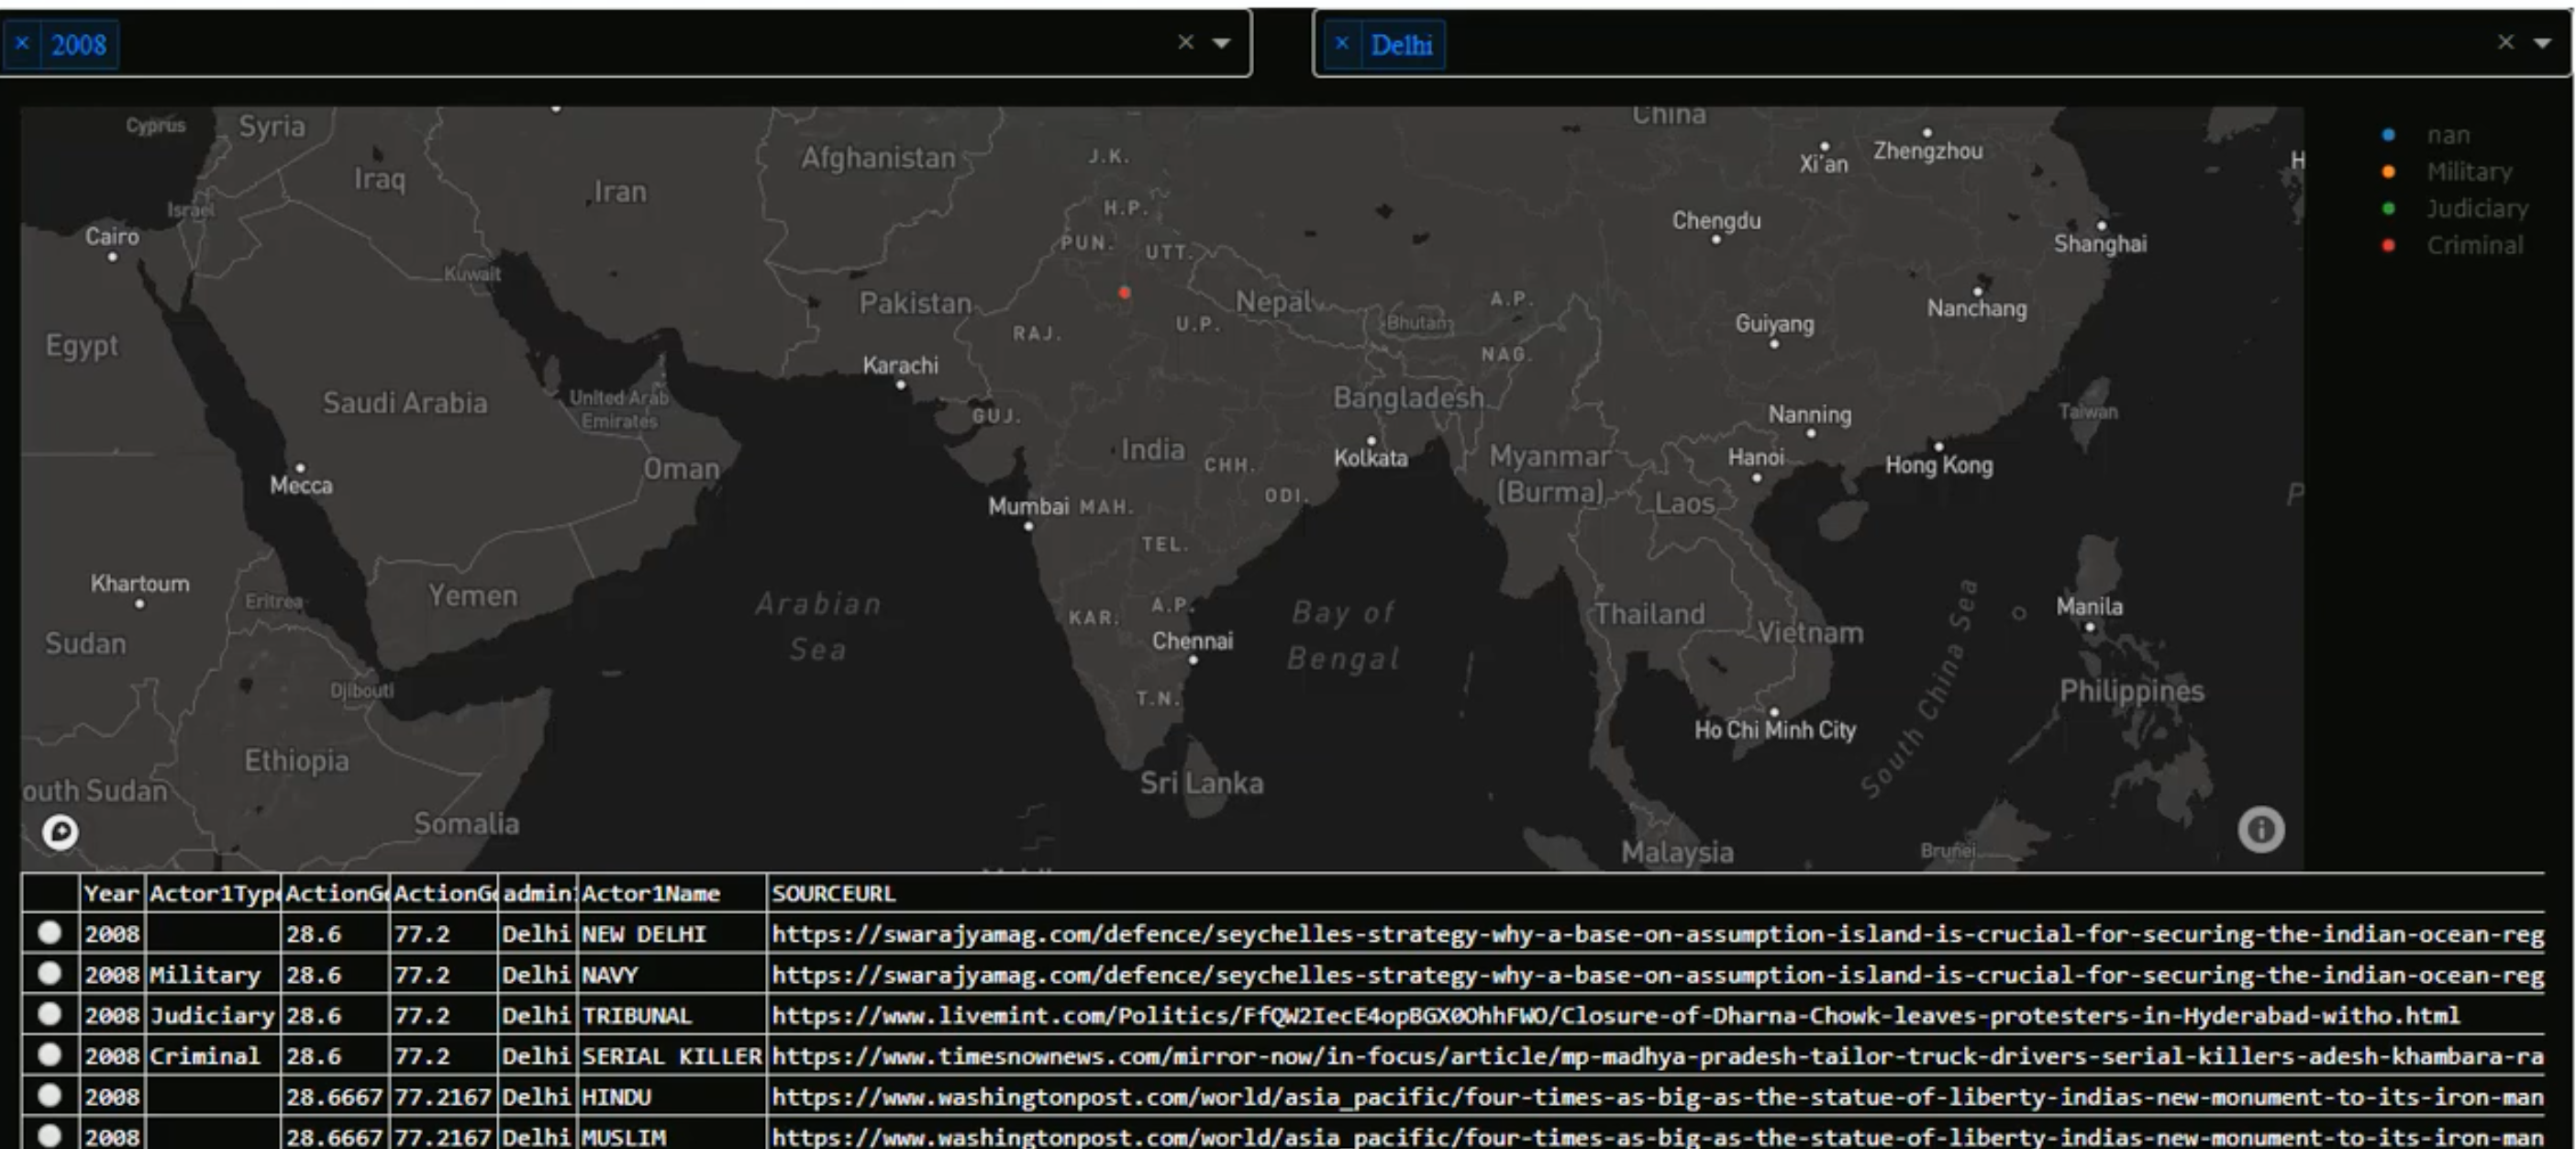 × 2008 ×
× Delhi ×
Cyprus
Syria
China
nan
Zhengzhou
Xi'an
Afghanistan
J.K.
H
Military
Iraq
Iran
Israel
H.P.
Judiciary
Cairo
Chengdu
PUN.
UTT.
Shanghai
Criminal
Kuwait
Pakistan
Nepal
A.P.
Nanchang
Egypt
RAJ.
U.P.
Bhutan
Guiyang
NAG.
Karachi
Saudi Arabia
United Arab
Emirates
GUJ.
Bangladesh
Nanning
Taiwan
India
CHH.
Kolkata
Myanmar
(Burma)
Hanoi
Hong Kong
Oman
Mecca
Mumbai
MAH.
ODI.
Laos
P
TEL.
Khartoum
Eritrea
Yemen
Arabian
Sea
KAR.
A.P.
Bay of
Bengal
Thailand
Vietnam
South China Sea
Manila
Sudan
Chennai
Djibouti
T.N.
Philippines
Ho Chi Minh City
Ethiopia
outh Sudan
Sri Lanka
Somalia
Malaysia
Brunei
Year Actor1Type ActionGe ActionGe admin1 Actor1Name SOURCEURL
2008 28.6 77.2 Delhi NEW DELHI https://swarajyamag.com/defence/seychelles-strategy-why-a-base-on-assumption-island-is-crucial-for-securing-the-indian-ocean-reg
2008 Military 28.6 77.2 Delhi NAVY https://swarajyamag.com/defence/seychelles-strategy-why-a-base-on-assumption-island-is-crucial-for-securing-the-indian-ocean-reg
2008 Judiciary 28.6 77.2 Delhi TRIBUNAL https://www.livemint.com/Politics/FfQW2IecE4opBGX0OhhFWO/Closure-of-Dharna-Chowk-leaves-protesters-in-Hyderabad-witho.html
2008 Criminal 28.6 77.2 Delhi SERIAL KILLER https://www.timesnownews.com/mirror-now/in-focus/article/mp-madhya-pradesh-tailor-truck-drivers-serial-killers-adesh-khambara-ra
2008 28.6667 77.2167 Delhi HINDU https://www.washingtonpost.com/world/asia_pacific/four-times-as-big-as-the-statue-of-liberty-indias-new-monument-to-its-iron-man
2008 28.6667 77.2167 Delhi MUSLIM https://www.washingtonpost.com/world/asia_pacific/four-times-as-big-as-the-statue-of-liberty-indias-new-monument-to-its-iron-man